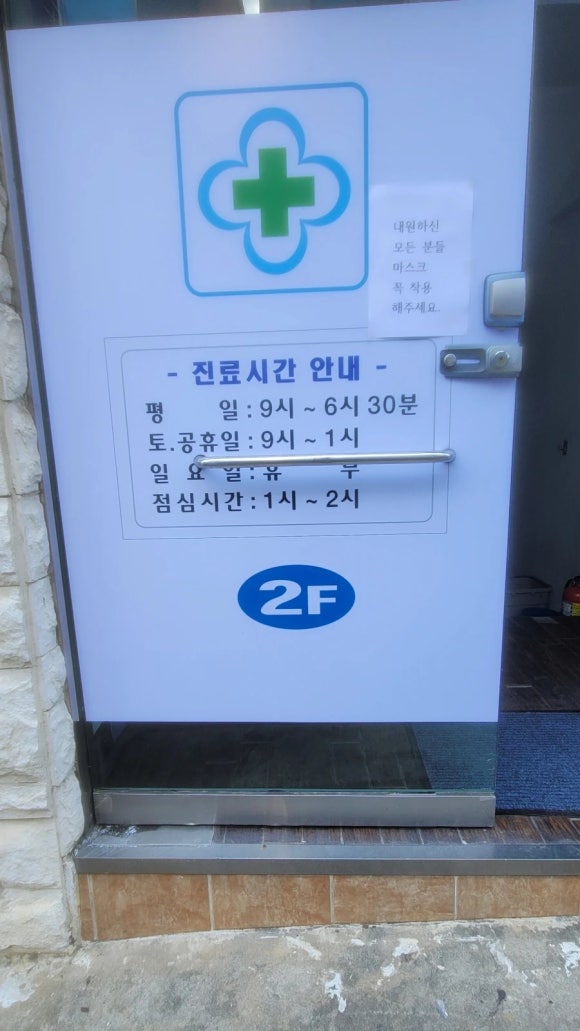 대원하신
모든 분들
마스크
꼭 착용
해주세요.
- 진료시간 안내 -
평 일 : 9시 ~ 6시 30분
토.공휴일 : 9시 ~ 1시
일 요 일 : 휴 무
점심시간 : 1시 ~ 2시
2F